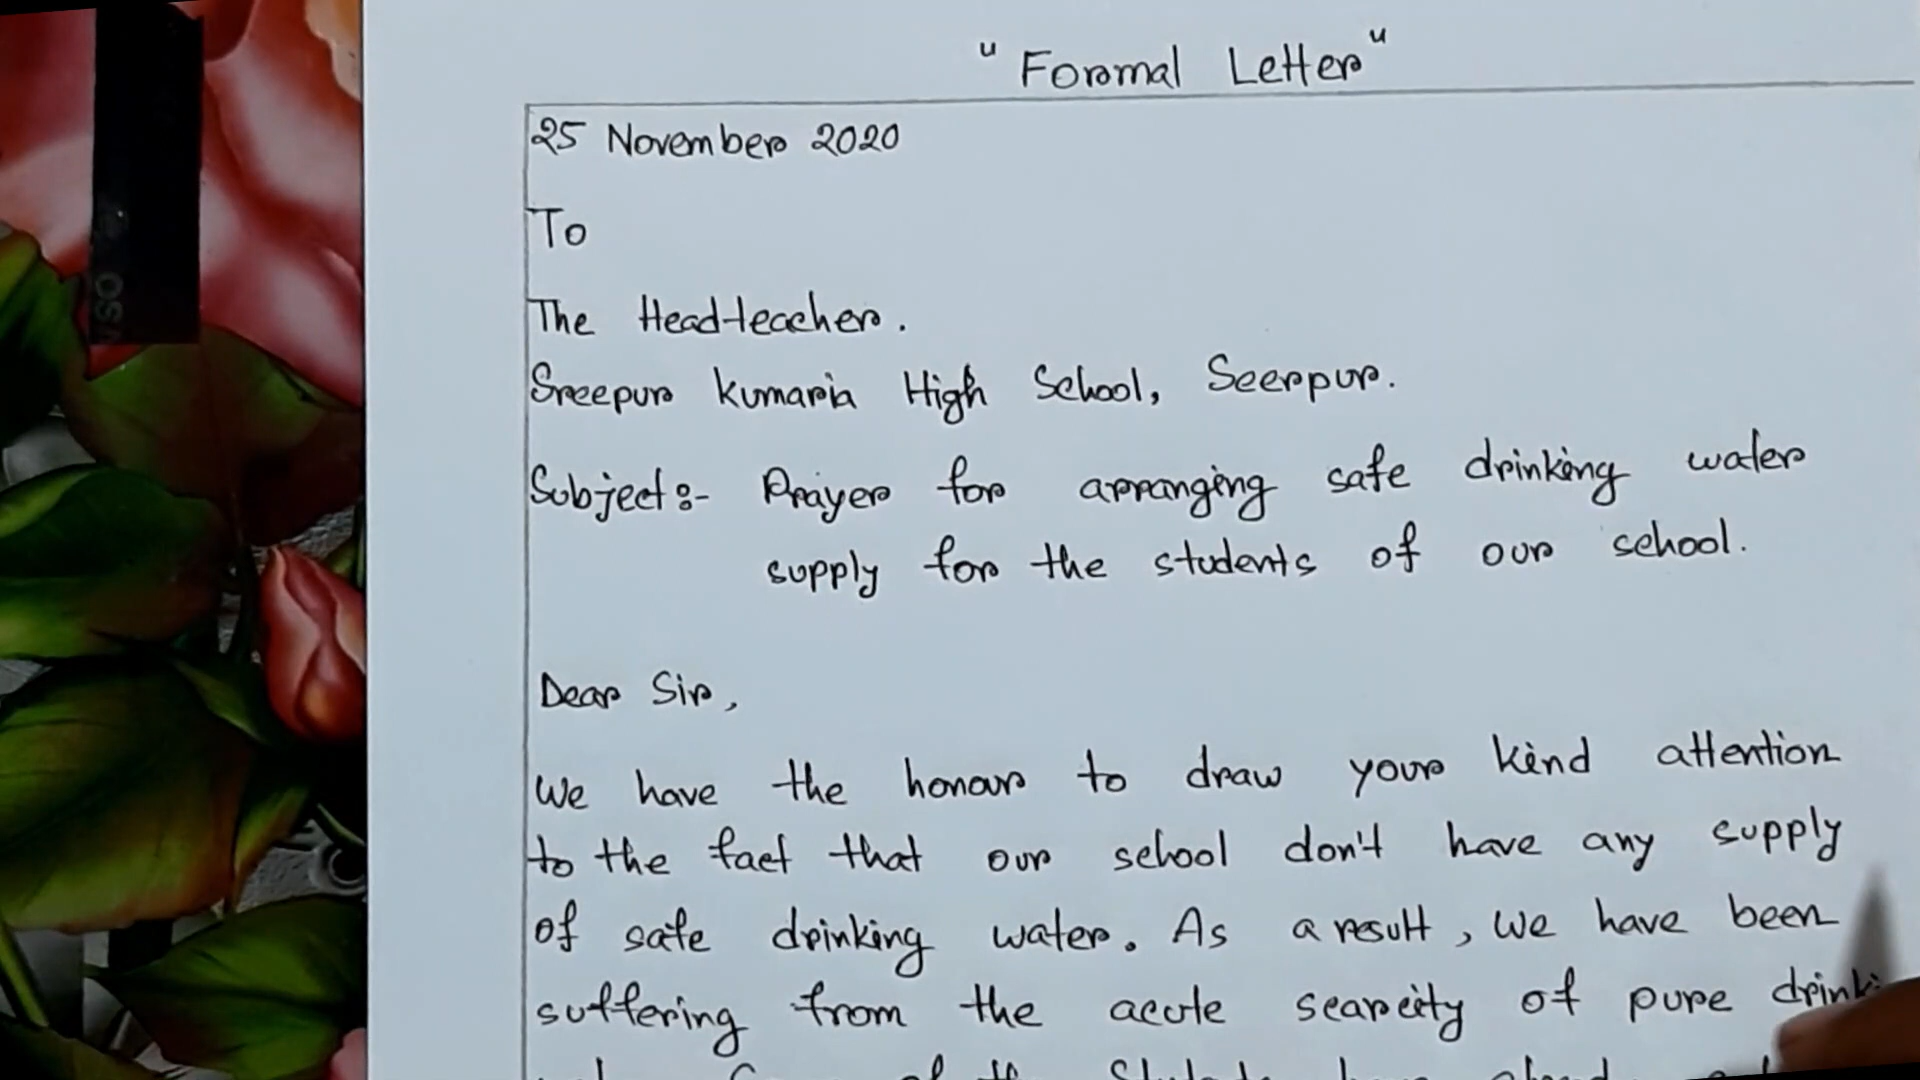 "Formal Letter"
25 November 2020
To
The Headteacher.
Sreepur Kumaria High School, Seerpur.
Subject:- Prayer for arranging safe drinking water
supply for the students of our school.
Dear Sir,
We have the honour to draw your kind attention
to the fact that our school don't have any supply
of safe drinking water. As a result, we have been
suffering from the acute scarcity of pure drinki